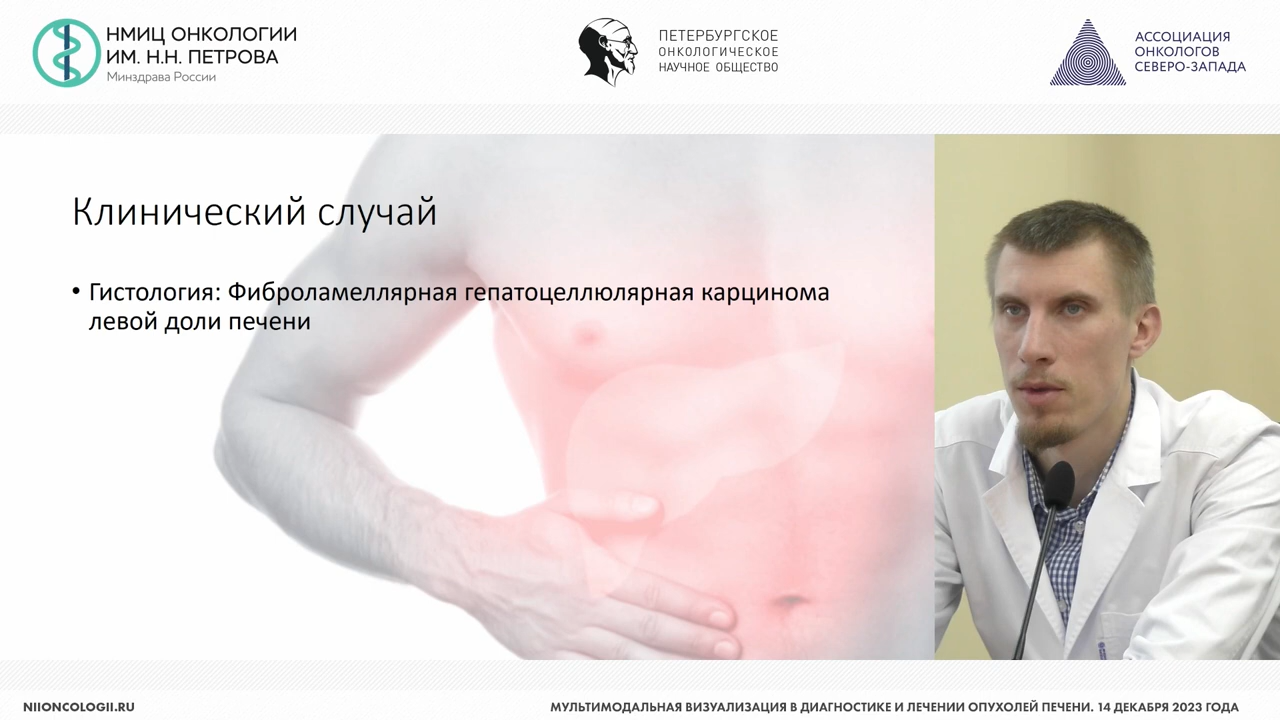 НМИЦ ОНКОЛОГИИ
ИМ. Н.Н. ПЕТРОВА
Минздрава России
ПЕТЕРБУРГСКОЕ
ОНКОЛОГИЧЕСКОЕ
НАУЧНОЕ ОБЩЕСТВО
АССОЦИАЦИЯ
ОНКОЛОГОВ
СЕВЕРО-ЗАПАДА
Клинический случай
• Гистология: Фиброламеллярная гепатоцеллюлярная карцинома
левой доли печени
NIIONCOLOGII.RU
МУЛЬТИМОДАЛЬНАЯ ВИЗУАЛИЗАЦИЯ В ДИАГНОСТИКЕ И ЛЕЧЕНИИ ОПУХОЛЕЙ ПЕЧЕНИ. 14 ДЕКАБРЯ 2023 ГОДА